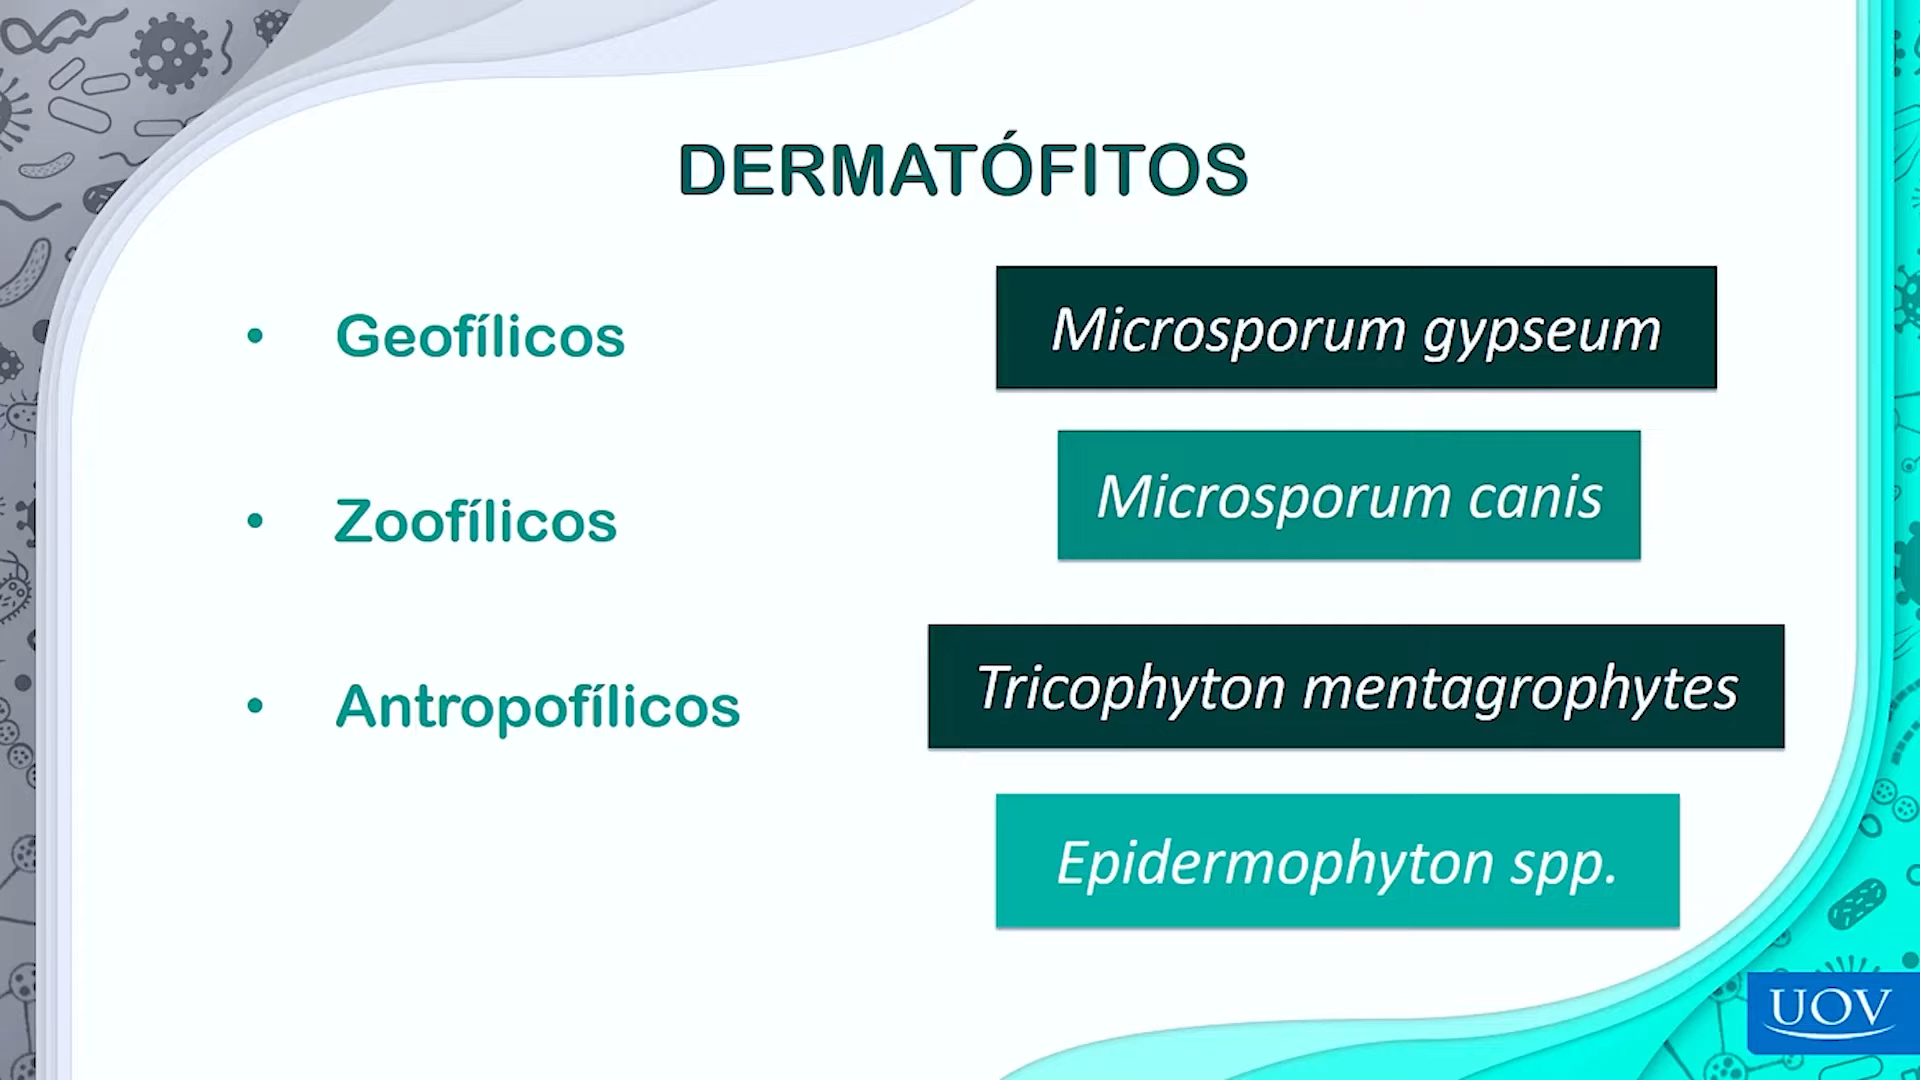 DERMATÓFITOS
• Geofílicos
Microsporum gypseum
• Zoofílicos
Microsporum canis
• Antropofílicos
Tricophyton mentagrophytes
Epidermophyton spp.
UOV